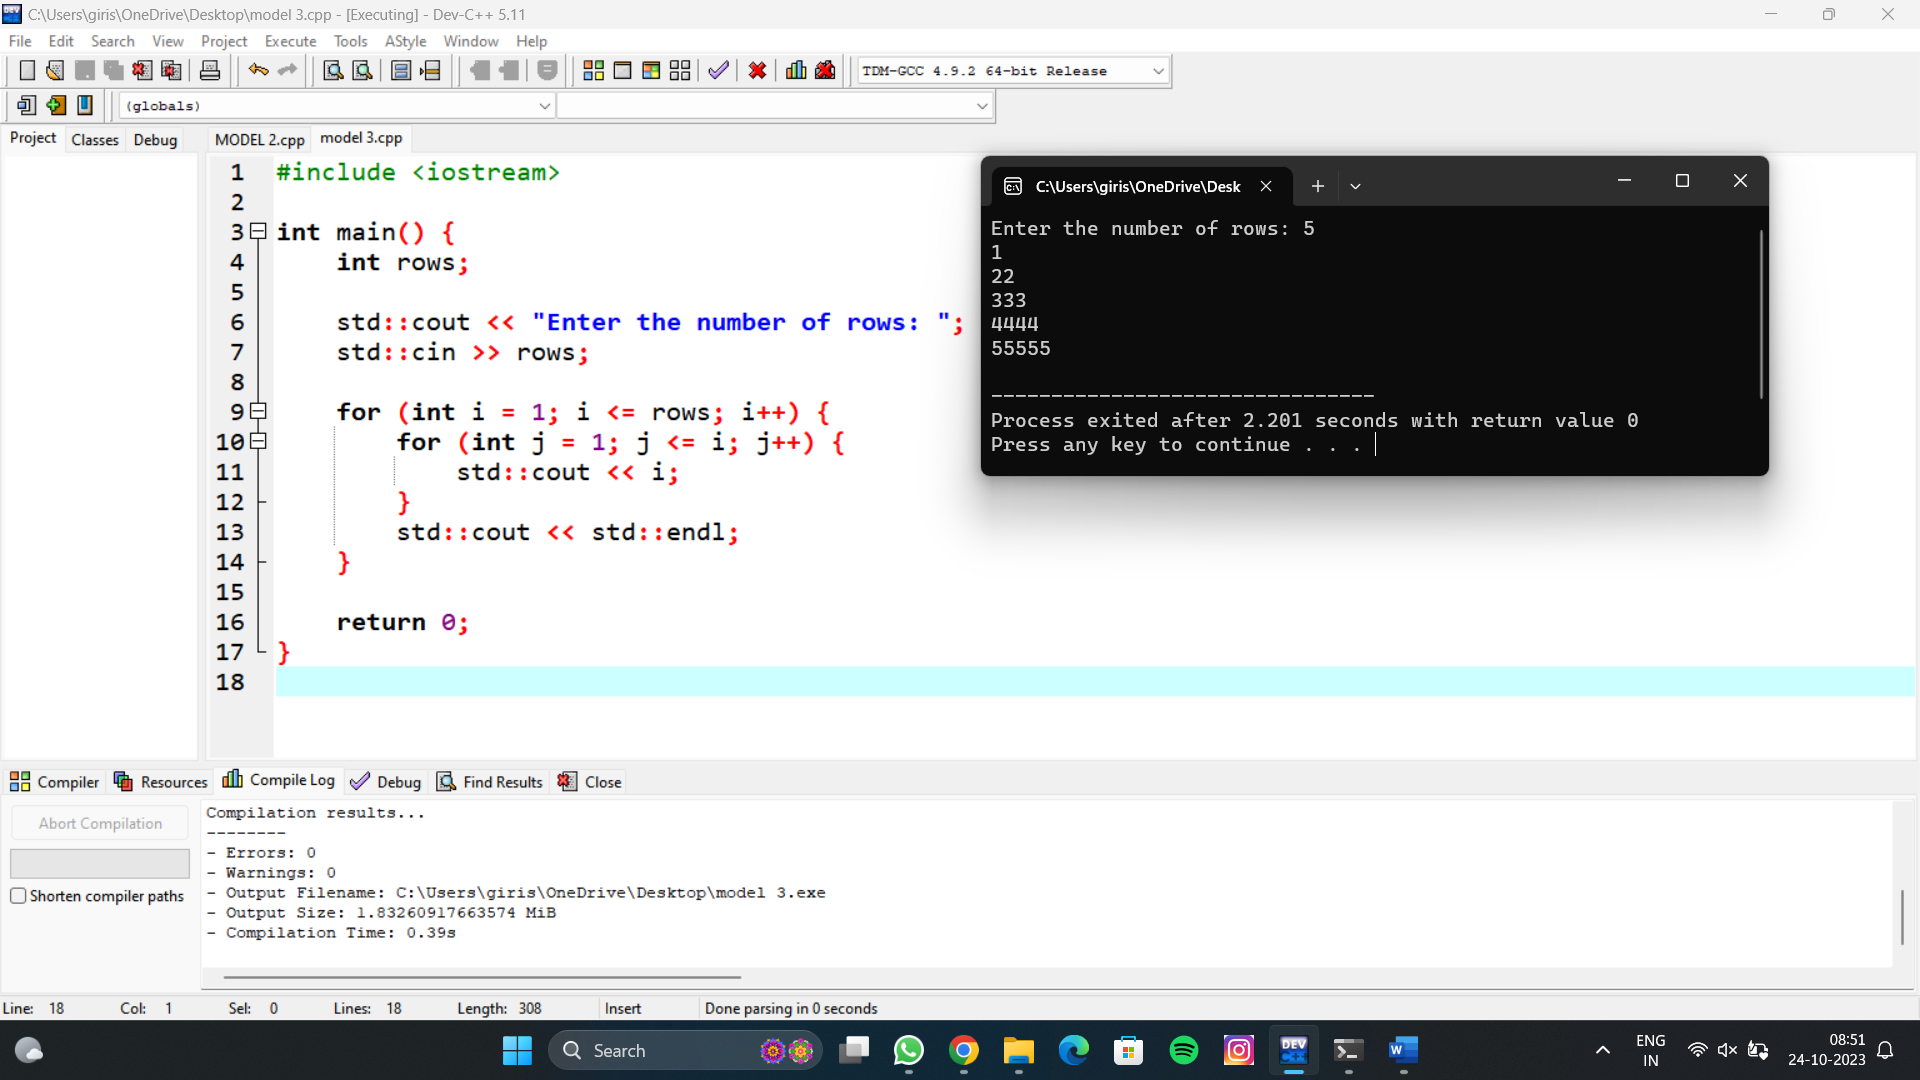 C:\Users\giris\OneDrive\Desktop\model 3.cpp - [Executing] - Dev-C++ 5.11
File Edit Search View Project Execute Tools AStyle Window Help
TDM-GCC 4.9.2 64-bit Release
(globals)
Project Classes Debug MODEL 2.cpp model 3.cpp
1 #include <iostream>
2
3 int main() {
4 int rows;
5
6 std::cout << "Enter the number of rows: ";
7 std::cin >> rows;
8
9 for (int i = 1; i <= rows; i++) {
10 for (int j = 1; j <= i; j++) {
11 std::cout << i;
12 }
13 std::cout << std::endl;
14 }
15
16 return 0;
17 }
18
C:\Users\giris\OneDrive\Desk
Enter the number of rows: 5
1
22
333
4444
55555
--------------------------------
Process exited after 2.201 seconds with return value 0
Press any key to continue . . .
Compiler Resources Compile Log Debug Find Results Close
Abort Compilation
Shorten compiler paths
Compilation results...
--------
- Errors: 0
- Warnings: 0
- Output Filename: C:\Users\giris\OneDrive\Desktop\model 3.exe
- Output Size: 1.83260917663574 MiB
- Compilation Time: 0.39s
Line: 18 Col: 1 Sel: 0 Lines: 18 Length: 308 Insert Done parsing in 0 seconds
Search
DEV C++
W
ENG
IN
08:51
24-10-2023